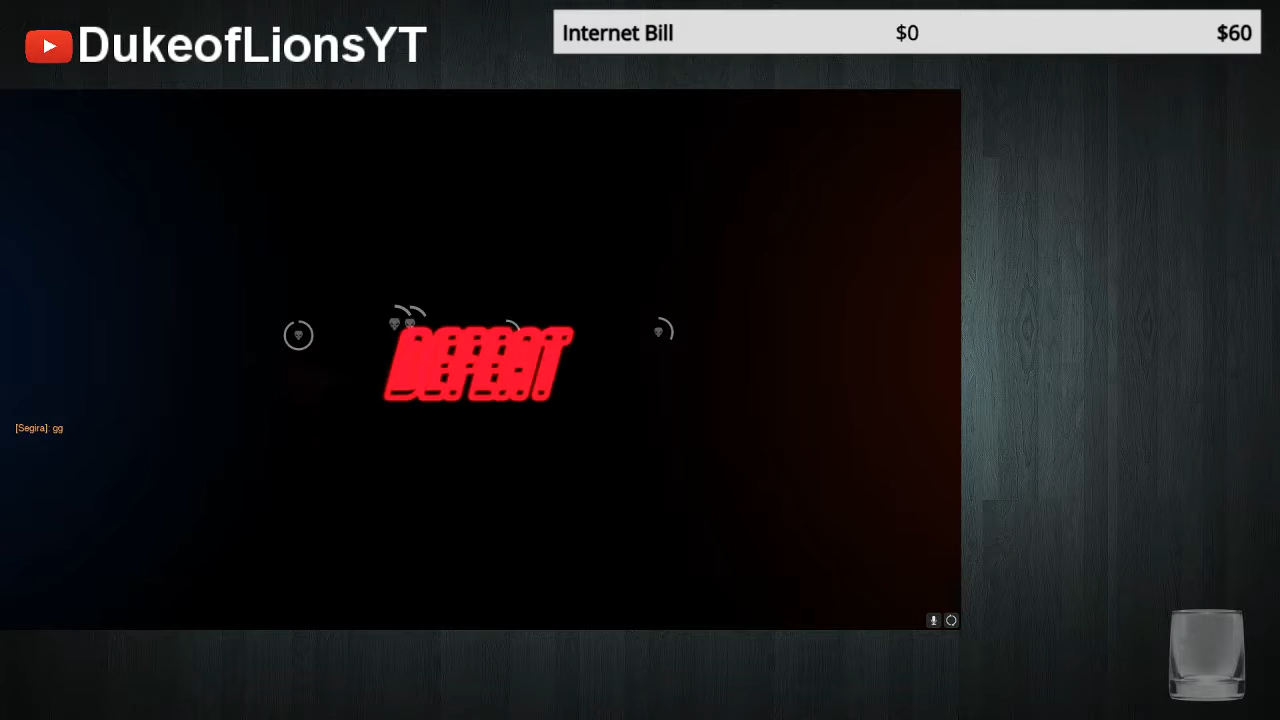 DukeofLionsYT
Internet Bill $0 $60
DEFEAT
[Segira]: gg